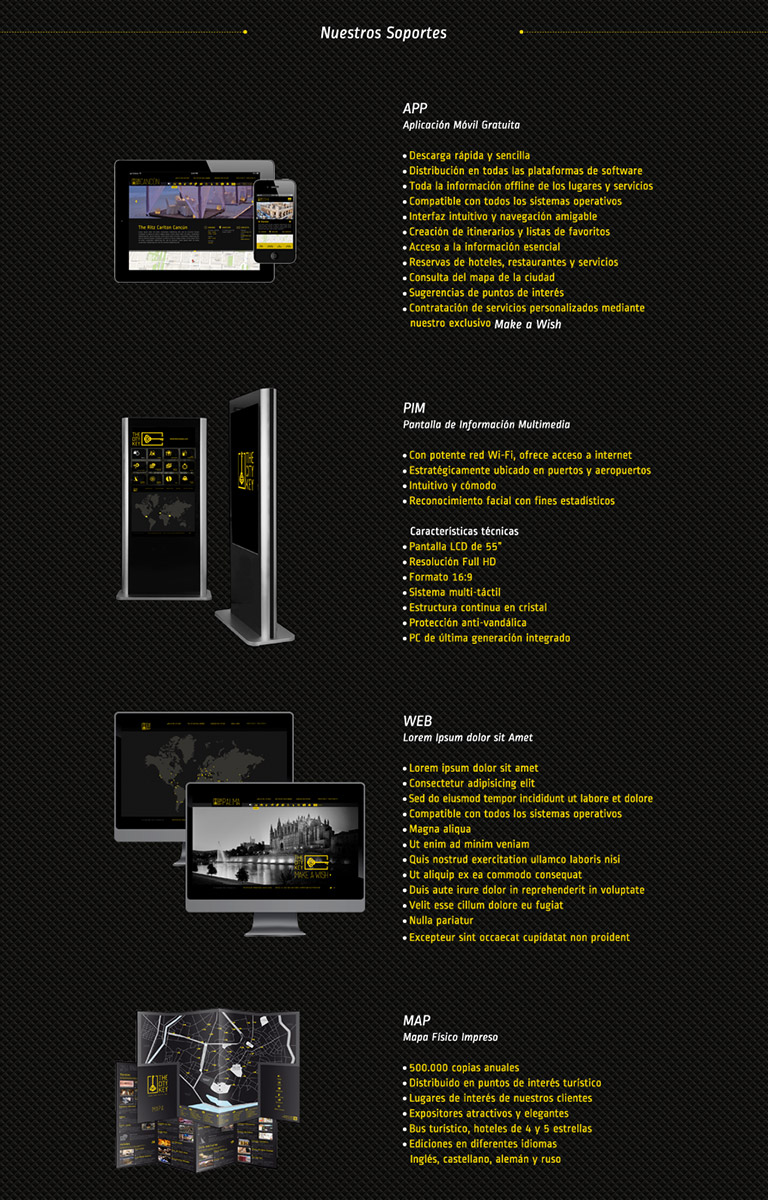 Nuestros Soportes
APP
Aplicación Móvil Gratuita
• Descarga rápida y sencilla
• Distribución en todas las plataformas de software
• Toda la información offline de los lugares y servicios
• Compatible con todos los sistemas operativos
• Interfaz intuitivo y navegación amigable
• Creación de itinerarios y listas de favoritos
• Acceso a la información esencial
• Reservas de hoteles, restaurantes y servicios
• Consulta del mapa de la ciudad
• Sugerencias de puntos de interés
• Contratación de servicios personalizados mediante
nuestro exclusivo Make a Wish
CANCÚN
The Ritz Carlton Cancun
PIM
Pantalla de Información Multimedia
• Con potente red Wi-Fi, ofrece acceso a internet
• Estratégicamente ubicado en puertos y aeropuertos
• Intuitivo y cómodo
• Reconocimiento facial con fines estadísticos
Características técnicas
• Pantalla LCD de 55"
• Resolución Full HD
• Formato 16:9
• Sistema multi-táctil
• Estructura continua en cristal
• Protección anti-vandálica
• PC de última generación integrado
THE
CITY
KEY
THE
CITY
KEY
WEB
Lorem Ipsum dolor sit Amet
• Lorem ipsum dolor sit amet
• Consectetur adipisicing elit
• Sed do eiusmod tempor incididunt ut labore et dolore
• Compatible con todos los sistemas operativos
• Magna aliqua
• Ut enim ad minim veniam
• Quis nostrud exercitation ullamco laboris nisi
• Ut aliquip ex ea commodo consequat
• Duis aute irure dolor in reprehenderit in voluptate
• Velit esse cillum dolore eu fugiat
• Nulla pariatur
• Excepteur sint occaecat cupidatat non proident
PALMA
THE
CITY
KEY
MAKE A WISH
MAP
Mapa Físico Impreso
• 500.000 copias anuales
• Distribuido en puntos de interés turístico
• Lugares de interés de nuestros clientes
• Expositores atractivos y elegantes
• Bus turístico, hoteles de 4 y 5 estrellas
• Ediciones en diferentes idiomas
Inglés, castellano, alemán y ruso
THE
CITY
KEY
MAPA